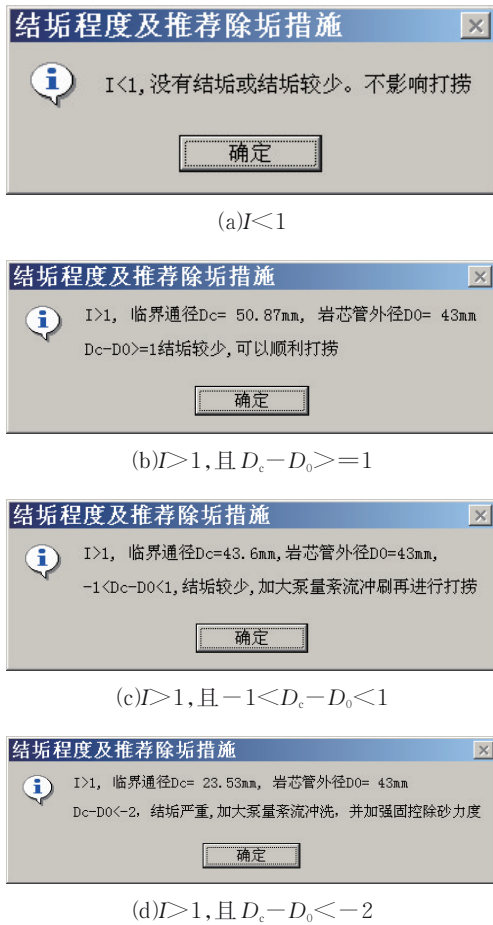 结垢程度及推荐除垢措施
I<1,没有结垢或结垢较少。不影响打捞
确定
(a)I<1
结垢程度及推荐除垢措施
I>1, 临界通径Dc= 50.87mm, 岩芯管外径D0= 43mm
Dc-D0>=1结垢较少,可以顺利打捞
确定
(b)I>1,且Dc-D0>=1
结垢程度及推荐除垢措施
I>1, 临界通径Dc=43.6mm,岩芯管外径D0=43mm,
-1<Dc-D0<1,结垢较少,加大泵量紊流冲刷再进行打捞
确定
(c)I>1,且-1<Dc-D0<1
结垢程度及推荐除垢措施
I>1, 临界通径Dc= 23.53mm, 岩芯管外径D0= 43mm
Dc-D0<-2, 结垢严重,加大泵量紊流冲洗, 并加强固控除砂力度
确定
(d)I>1,且Dc-D0<-2